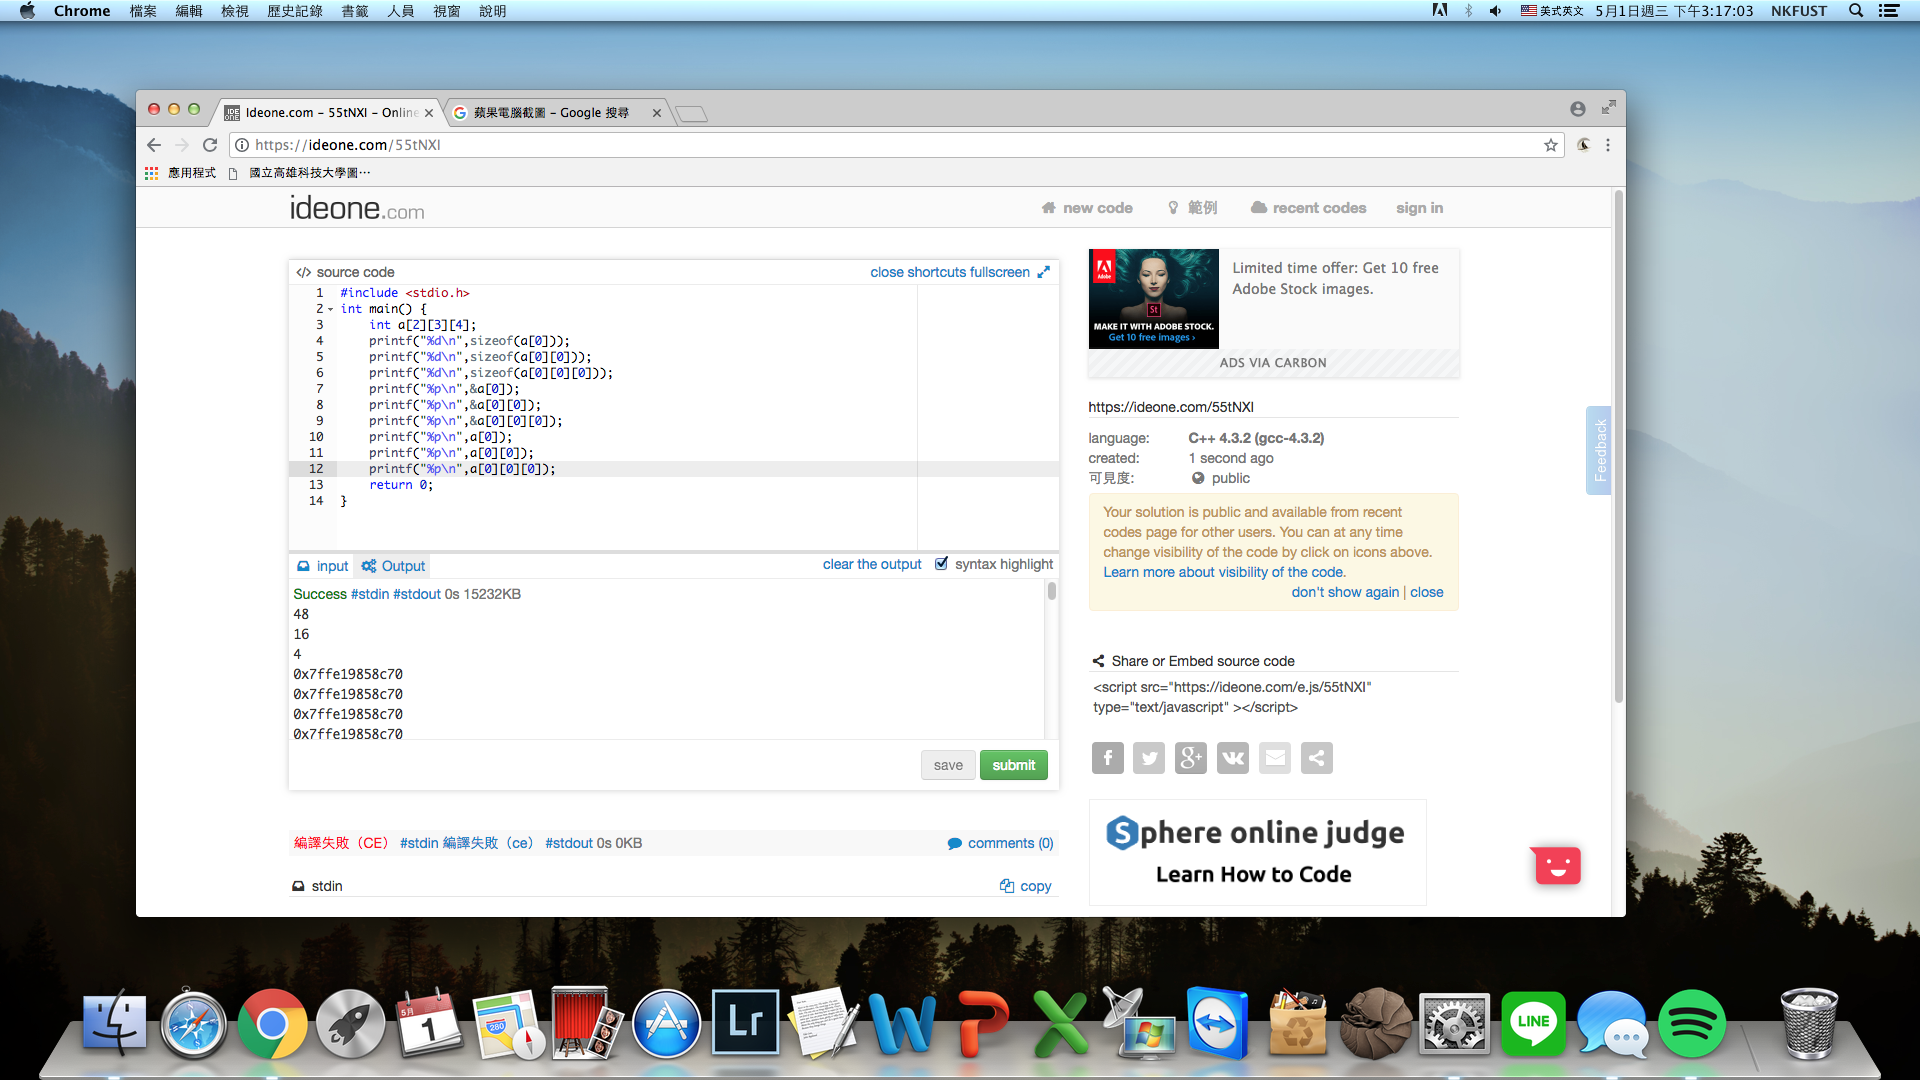 Chrome 檔案 編輯 檢視 歷史記錄 書籤 人員 視窗 說明 美式英文 5月1日週三 下午3:17:03 NKFUST
Ideone.com - 55tNXI - Online 蘋果電腦截圖 - Google 搜尋
https://ideone.com/55tNXI
應用程式 國立高雄科技大學圖…
ideone.com new code 範例 recent codes sign in
</> source code close shortcuts fullscreen
1 #include <stdio.h>
2 int main() {
3 int a[2][3][4];
4 printf("%d\n",sizeof(a[0]));
5 printf("%d\n",sizeof(a[0][0]));
6 printf("%d\n",sizeof(a[0][0][0]));
7 printf("%p\n",&a[0]);
8 printf("%p\n",&a[0][0]);
9 printf("%p\n",&a[0][0][0]);
10 printf("%p\n",a[0]);
11 printf("%p\n",a[0][0]);
12 printf("%p\n",a[0][0][0]);
13 return 0;
14 }
input Output clear the output syntax highlight
Success #stdin #stdout 0s 15232KB
48
16
4
0x7ffe19858c70
0x7ffe19858c70
0x7ffe19858c70
0x7ffe19858c70
save submit
編譯失敗（CE） #stdin 編譯失敗（ce） #stdout 0s 0KB comments (0)
stdin copy
Adobe
St
MAKE IT WITH ADOBE STOCK.
Get 10 free images ›
Limited time offer: Get 10 free
Adobe Stock images.
ADS VIA CARBON
https://ideone.com/55tNXI
language: C++ 4.3.2 (gcc-4.3.2)
created: 1 second ago
可見度: public
Your solution is public and available from recent
codes page for other users. You can at any time
change visibility of the code by click on icons above.
Learn more about visibility of the code.
don't show again | close
Share or Embed source code
<script src="https://ideone.com/e.js/55tNXI"
type="text/javascript" ></script>
Sphere online judge
Learn How to Code
Feedback
5月
1
280
Lr
LINE